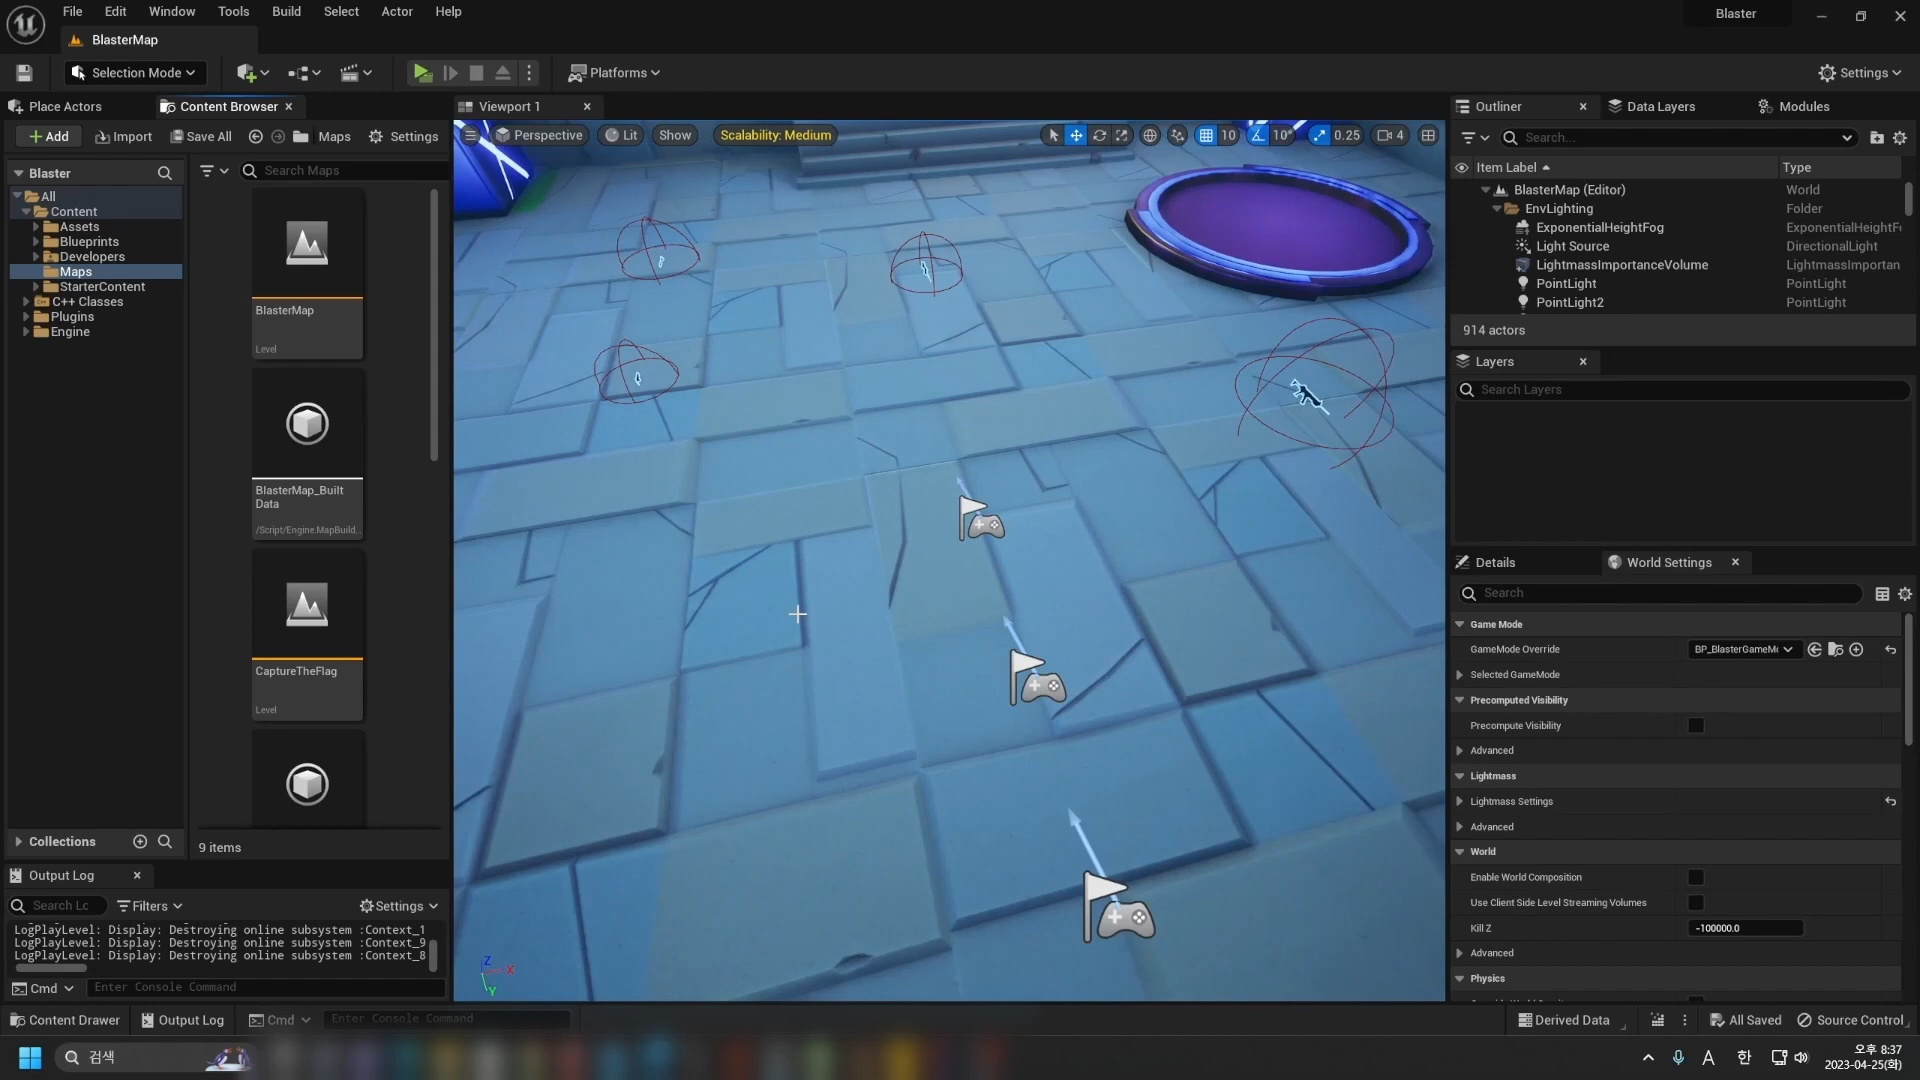 File Edit Window Tools Build Select Actor Help
Blaster
BlasterMap
Selection Mode
Platforms
Settings
Place Actors
Content Browser
Add Import Save All Maps Settings
Blaster
All
Content
Assets
Blueprints
Developers
Maps
StarterContent
C++ Classes
Plugins
Engine
Collections
Search Maps
BlasterMap
Level
BlasterMap_Built
Data
/Script/Engine.MapBuild...
CaptureTheFlag
Level
9 items
Output Log
Search Lc Filters Settings
LogPlayLevel: Display: Destroying online subsystem :Context_1
LogPlayLevel: Display: Destroying online subsystem :Context_9
LogPlayLevel: Display: Destroying online subsystem :Context_8
Cmd Enter Console Command
Viewport 1
Perspective Lit Show Scalability: Medium 10 10° 0.25 4
Z
X
Y
Outliner Data Layers Modules
Search...
Item Label Type
BlasterMap (Editor) World
EnvLighting Folder
ExponentialHeightFog ExponentialHeightFo
Light Source DirectionalLight
LightmassImportanceVolume LightmassImportan
PointLight PointLight
PointLight2 PointLight
914 actors
Layers
Search Layers
Details World Settings
Search
Game Mode
GameMode Override BP_BlasterGameMo
Selected GameMode
Precomputed Visibility
Precompute Visibility
Advanced
Lightmass
Lightmass Settings
Advanced
World
Enable World Composition
Use Client Side Level Streaming Volumes
Kill Z -100000.0
Advanced
Physics
Content Drawer Output Log Cmd Enter Console Command
Derived Data All Saved Source Control
검색
A 한
오후 8:37
2023-04-25(화)